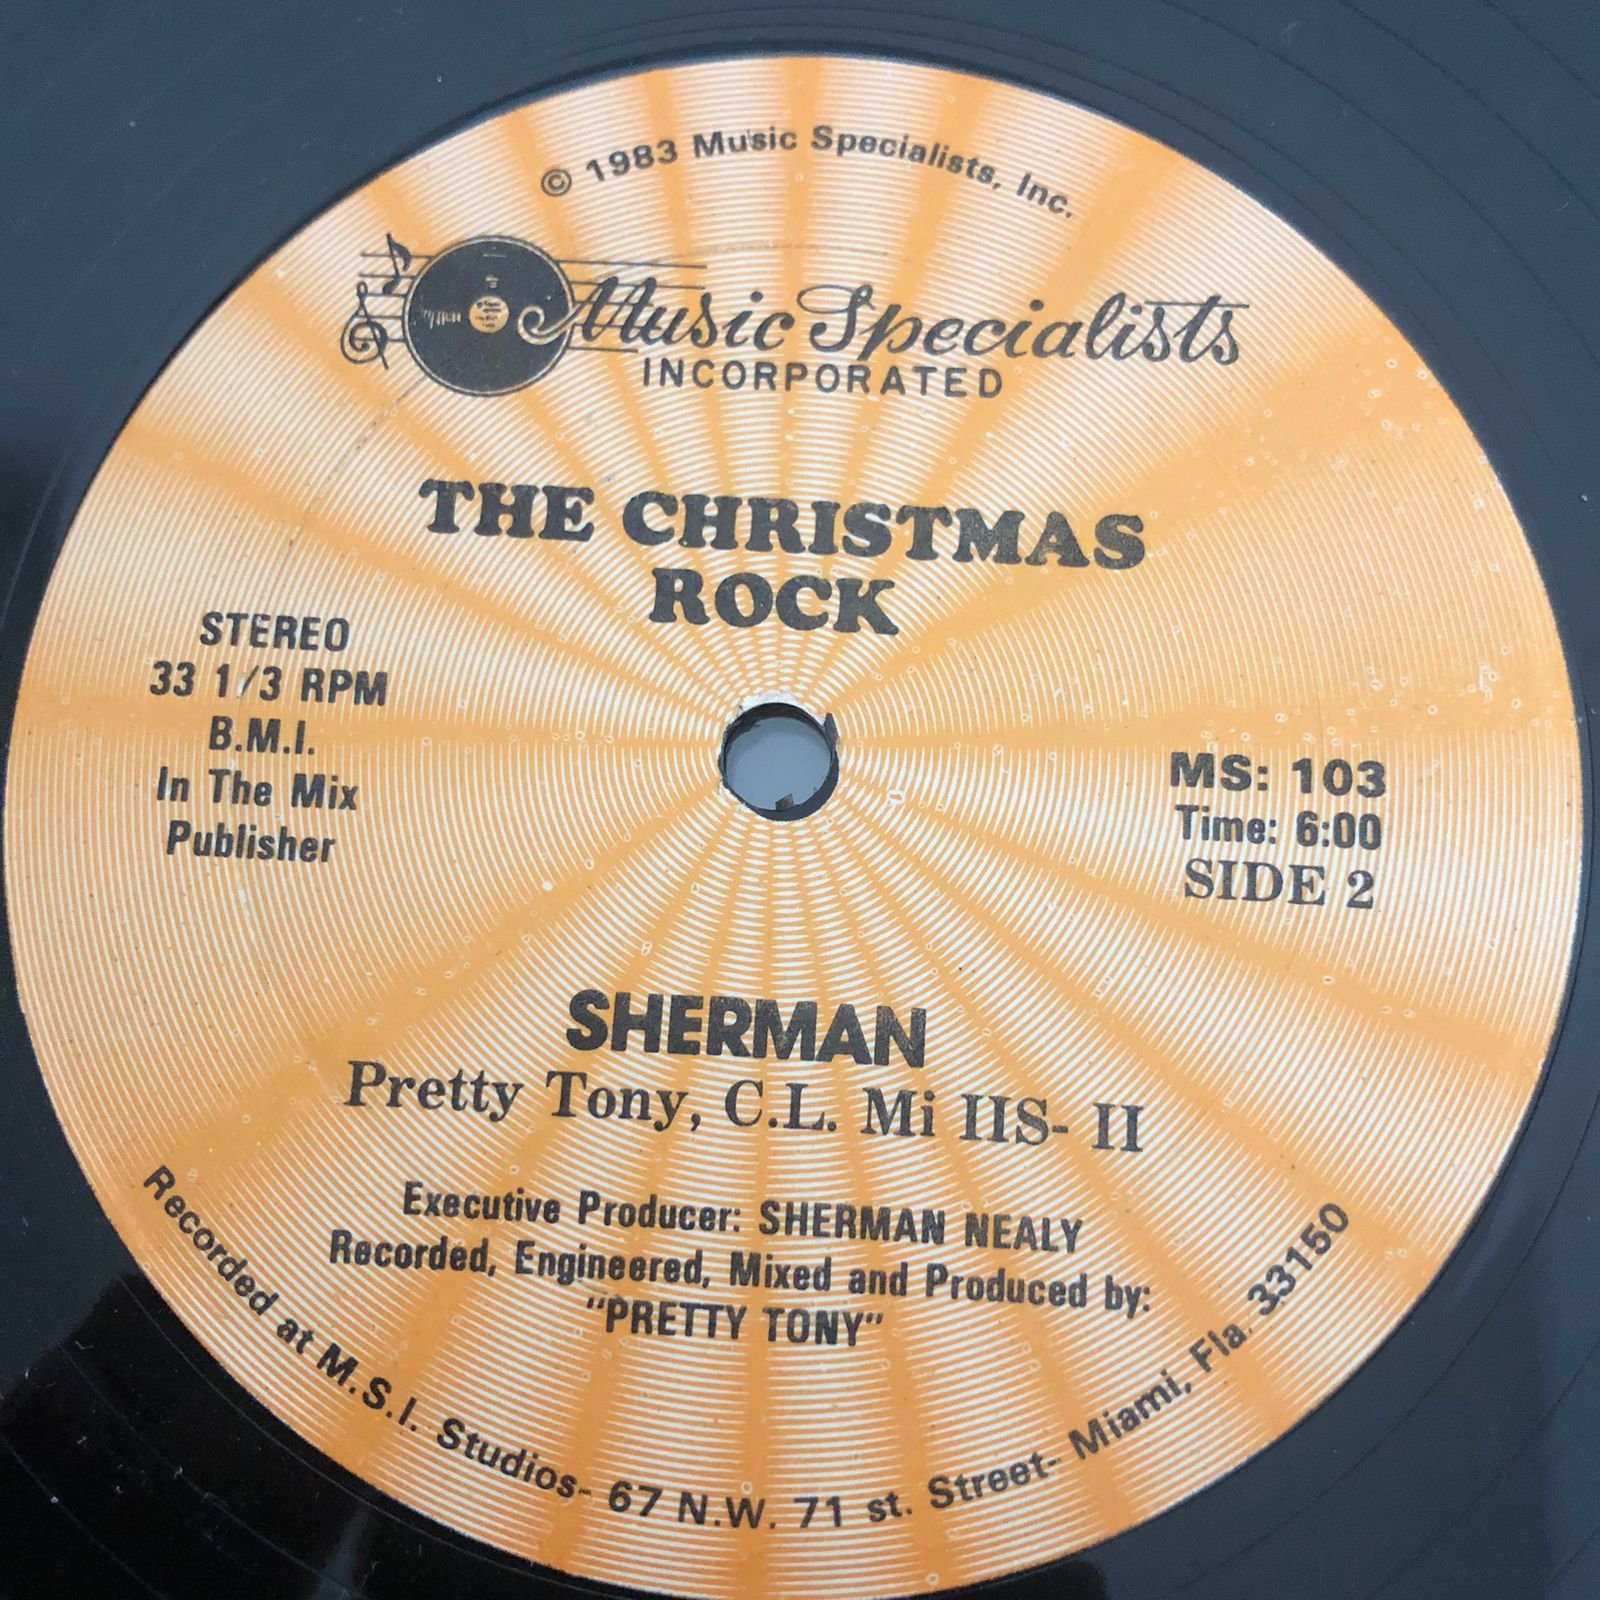 © 1983 Music Specialists, Inc.
Music Specialists
INCORPORATED
THE CHRISTMAS
ROCK
STEREO
33 1/3 RPM
B.M.I.
In The Mix
Publisher
MS: 103
Time: 6:00
SIDE 2
SHERMAN
Pretty Tony, C.L. Mi IIS- II
Executive Producer: SHERMAN NEALY
Recorded, Engineered, Mixed and Produced by:
"PRETTY TONY"
Recorded at M.S.I. Studios- 67 N.W. 71 st. Street- Miami, Fla. 33150